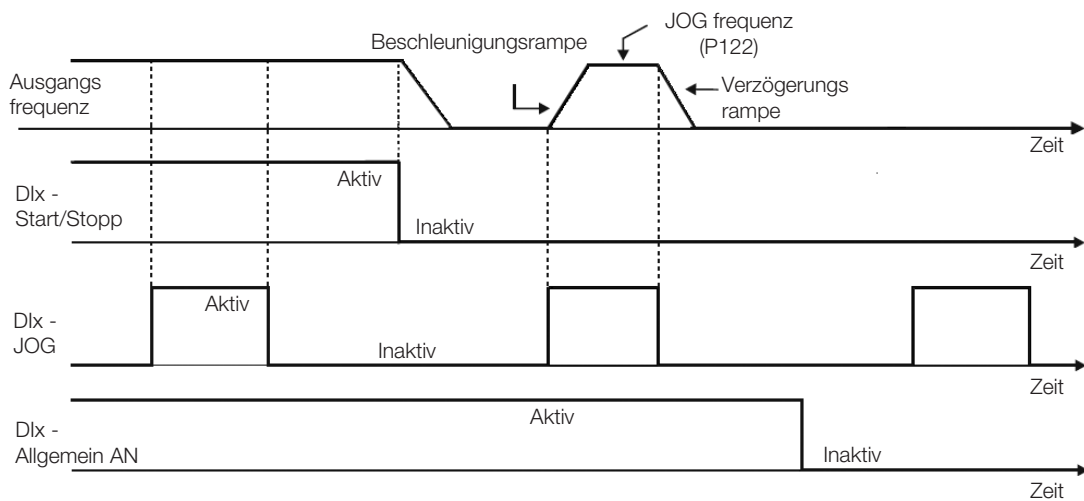 JOG frequenz
(P122)
Beschleunigungsrampe
Ausgangs
frequenz
Verzögerungs
rampe
Zeit
DIx -
Start/Stopp
Aktiv
Inaktiv
Zeit
DIx -
JOG
Aktiv
Inaktiv
Zeit
DIx -
Allgemein AN
Aktiv
Inaktiv
Zeit